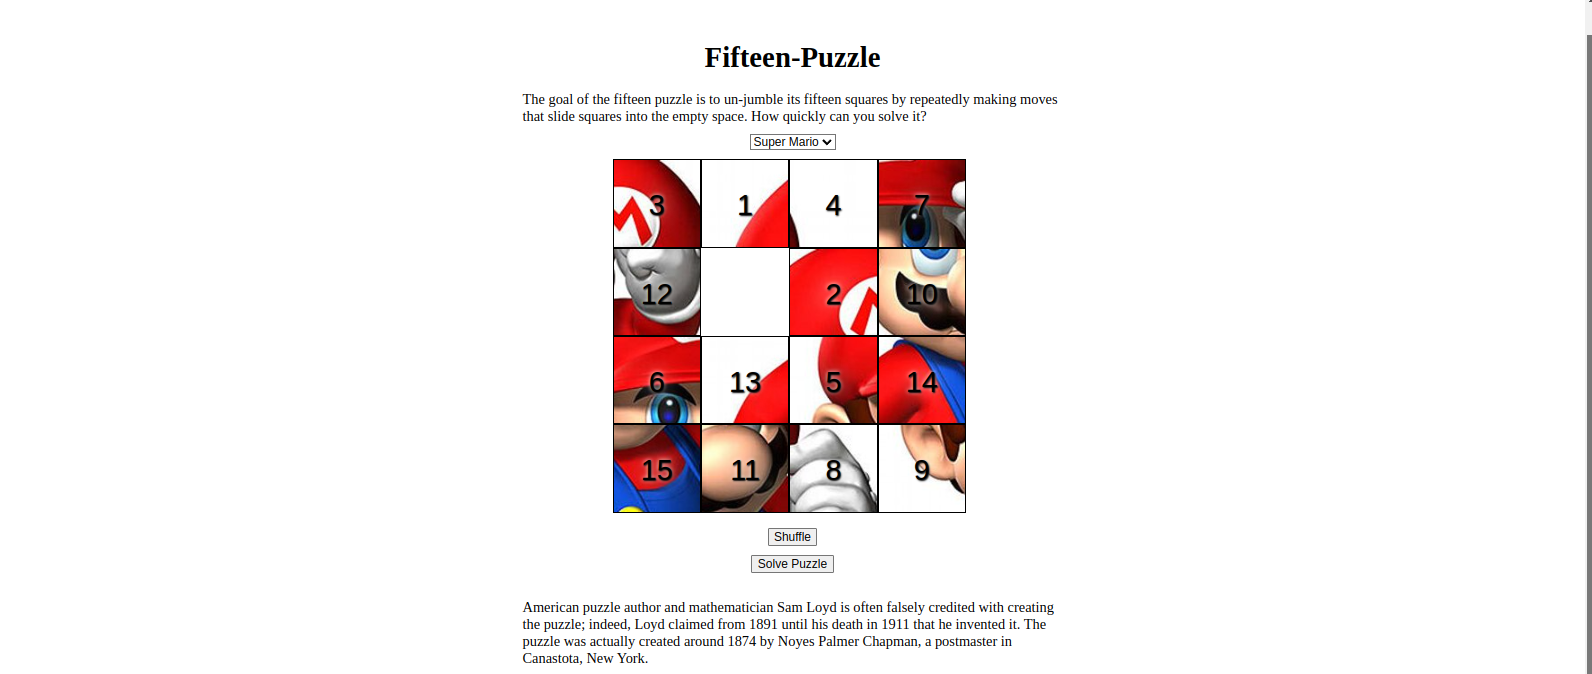 Fifteen-Puzzle
The goal of the fifteen puzzle is to un-jumble its fifteen squares by repeatedly making moves
that slide squares into the empty space. How quickly can you solve it?
Super Mario
3 1 4 7
12 2 10
6 13 5 14
15 11 8 9
Shuffle
Solve Puzzle
American puzzle author and mathematician Sam Loyd is often falsely credited with creating
the puzzle; indeed, Loyd claimed from 1891 until his death in 1911 that he invented it. The
puzzle was actually created around 1874 by Noyes Palmer Chapman, a postmaster in
Canastota, New York.